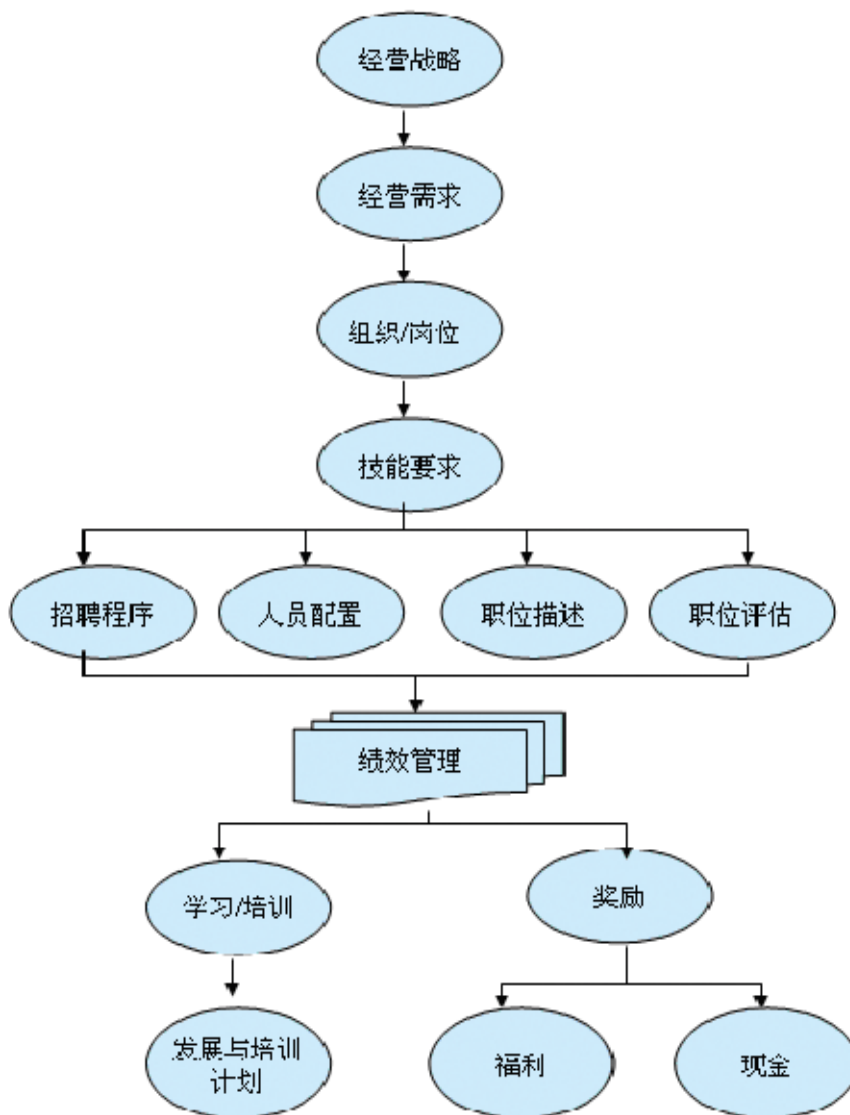 经营战略
经营需求
组织/岗位
技能要求
招聘程序
人员配置
职位描述
职位评估
绩效管理
学习/培训
奖励
发展与培训
计划
福利
现金